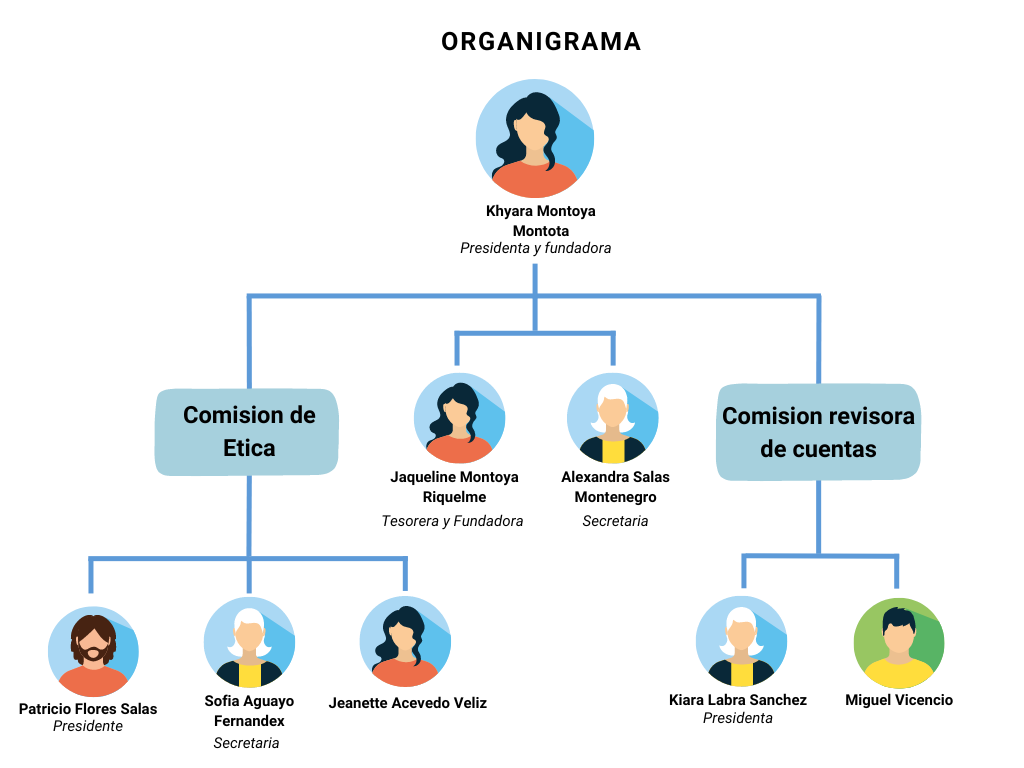 ORGANIGRAMA
Khyara Montoya
Montota
Presidenta y fundadora
Comision de
Etica
Jaqueline Montoya
Riquelme
Tesorera y Fundadora
Alexandra Salas
Montenegro
Secretaria
Comision revisora
de cuentas
Patricio Flores Salas
Presidente
Sofia Aguayo
Fernandex
Secretaria
Jeanette Acevedo Veliz
Kiara Labra Sanchez
Presidenta
Miguel Vicencio